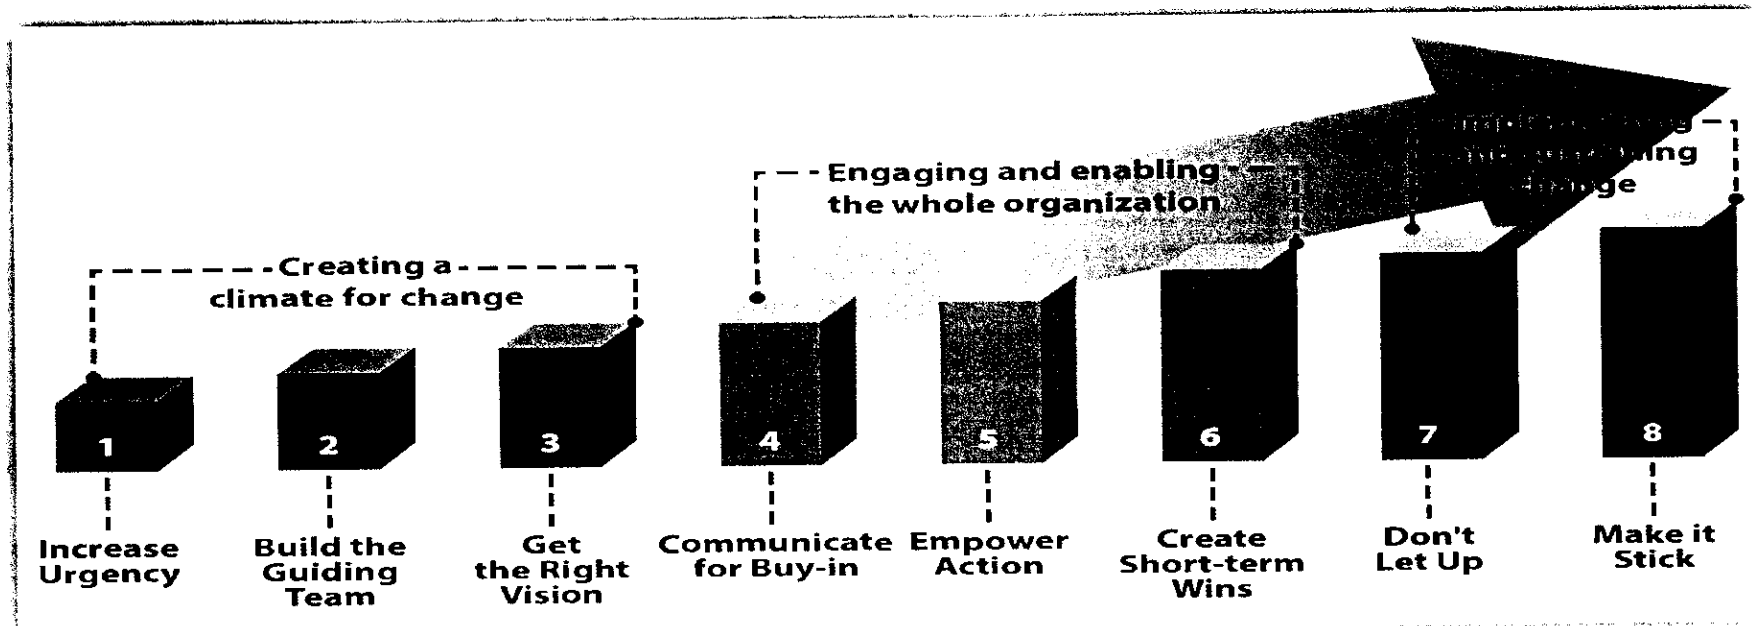 Engaging and enabling
the whole organization
change
Creating a
climate for change
1
2
3
4
5
6
7
8
Increase
Urgency
Build the
Guiding
Team
Get
the Right
Vision
Communicate
for Buy-in
Empower
Action
Create
Short-term
Wins
Don't
Let Up
Make it
Stick